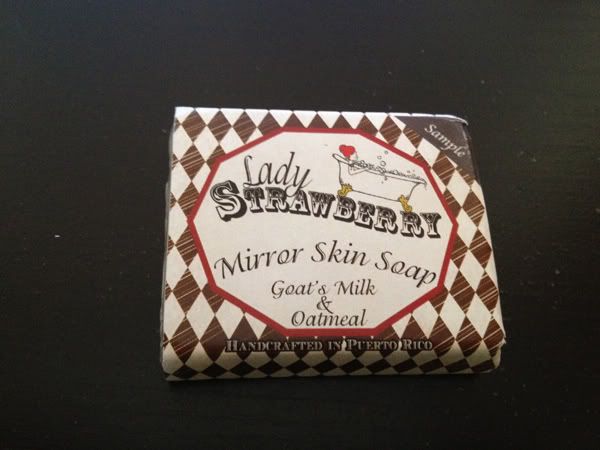 Sample
Lady
STRAWBERRY
Mirror Skin Soap
Goat's Milk
&
Oatmeal
HANDCRAFTED IN PUERTO RICO